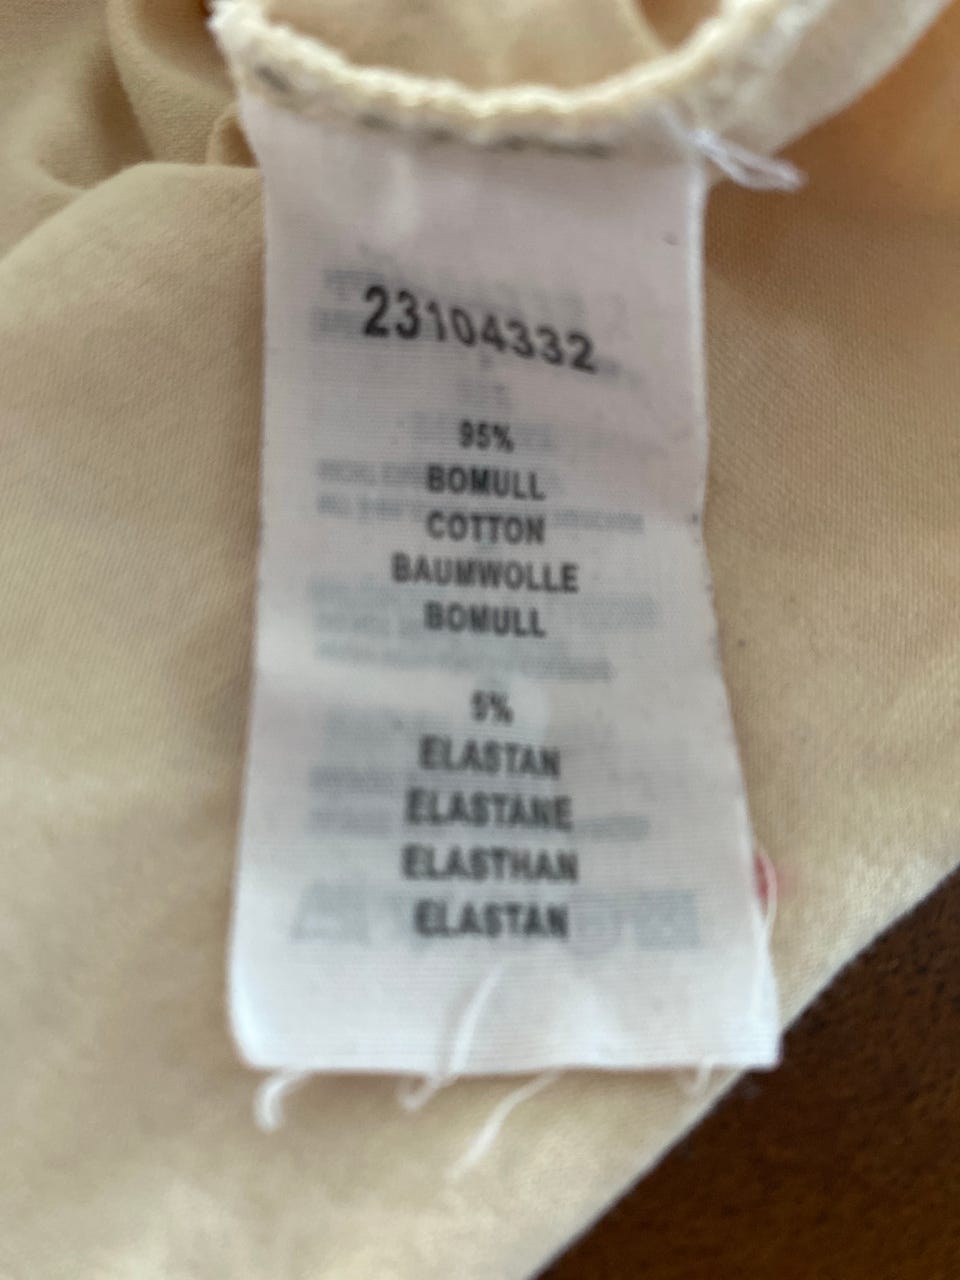 23104332
95%
BOMULL
COTTON
BAUMWOLLE
BOMULL
5%
ELASTAN
ELASTANE
ELASTHAN
ELASTAN